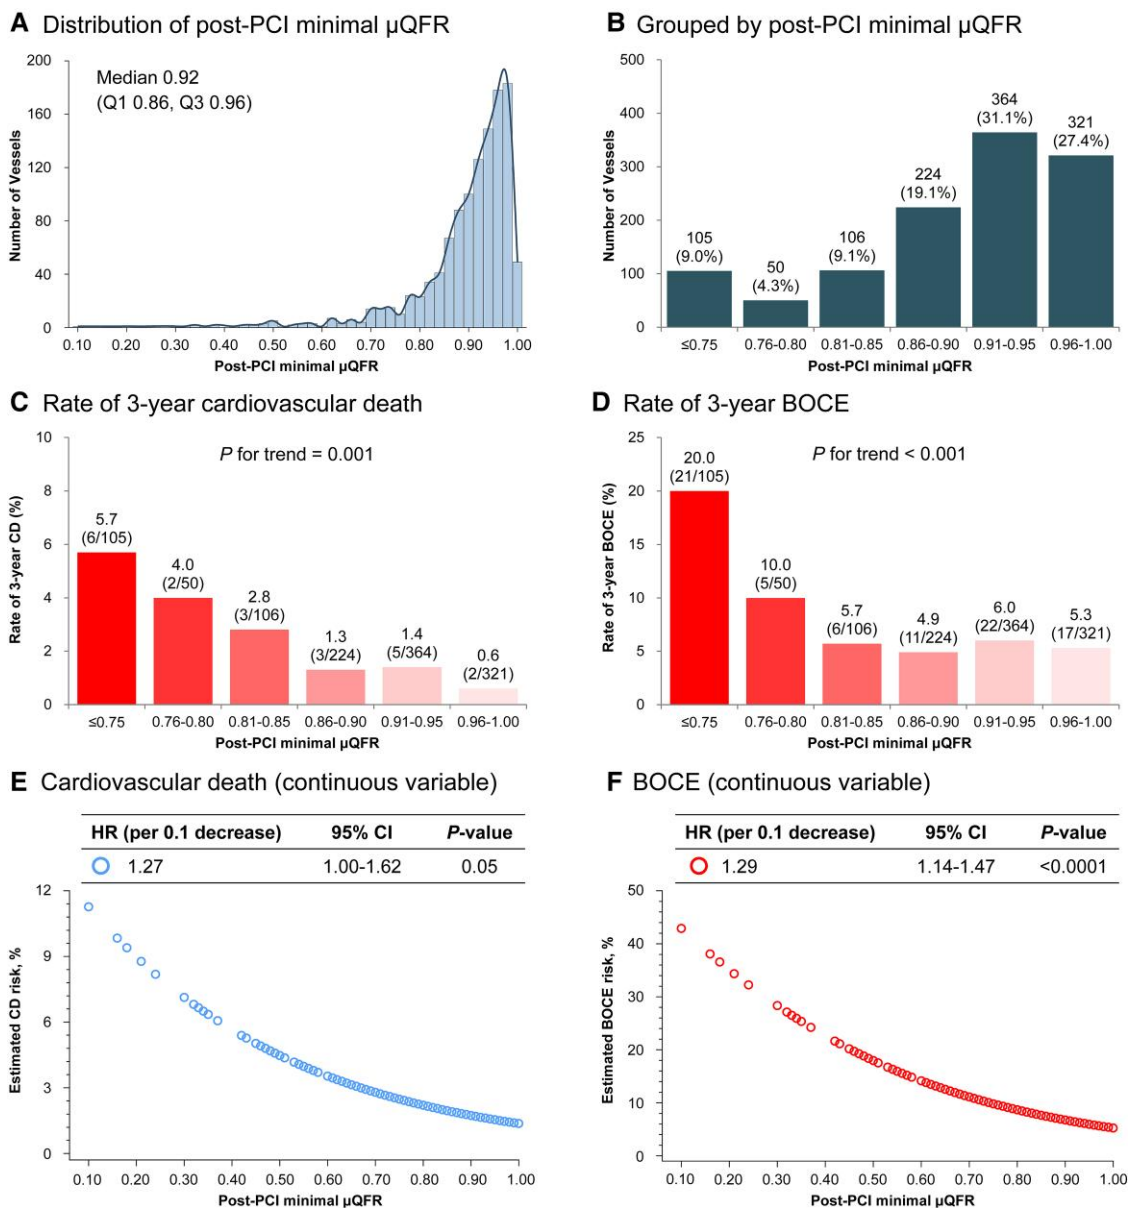 A Distribution of post-PCI minimal µQFR
Median 0.92
(Q1 0.86, Q3 0.96)
Number of Vessels
200
160
120
80
40
0
0.10 0.20 0.30 0.40 0.50 0.60 0.70 0.80 0.90 1.00
Post-PCI minimal µQFR
B Grouped by post-PCI minimal µQFR
Number of Vessels
500
400
300
200
100
0
105
(9.0%)
50
(4.3%)
106
(9.1%)
224
(19.1%)
364
(31.1%)
321
(27.4%)
≤0.75 0.76-0.80 0.81-0.85 0.86-0.90 0.91-0.95 0.96-1.00
Post-PCI minimal µQFR
C Rate of 3-year cardiovascular death
P for trend = 0.001
Rate of 3-year CD (%)
10
8
6
4
2
0
5.7
(6/105)
4.0
(2/50)
2.8
(3/106)
1.3
(3/224)
1.4
(5/364)
0.6
(2/321)
≤0.75 0.76-0.80 0.81-0.85 0.86-0.90 0.91-0.95 0.96-1.00
Post-PCI minimal µQFR
D Rate of 3-year BOCE
P for trend < 0.001
Rate of 3-year BOCE (%)
25
20
15
10
5
0
20.0
(21/105)
10.0
(5/50)
5.7
(6/106)
4.9
(11/224)
6.0
(22/364)
5.3
(17/321)
≤0.75 0.76-0.80 0.81-0.85 0.86-0.90 0.91-0.95 0.96-1.00
Post-PCI minimal µQFR
E Cardiovascular death (continuous variable)
HR (per 0.1 decrease) 95% CI P-value
1.27 1.00-1.62 0.05
Estimated CD risk, %
12
9
6
3
0
0.10 0.20 0.30 0.40 0.50 0.60 0.70 0.80 0.90 1.00
Post-PCI minimal µQFR
F BOCE (continuous variable)
HR (per 0.1 decrease) 95% CI P-value
1.29 1.14-1.47 <0.0001
Estimated BOCE risk, %
50
40
30
20
10
0
0.10 0.20 0.30 0.40 0.50 0.60 0.70 0.80 0.90 1.00
Post-PCI minimal µQFR